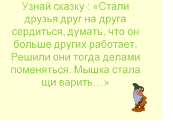 Узнай сказку : «Стали
друзья друг на друга
сердиться, думать, что он
больше других работает.
Решили они тогда делами
поменяться. Мышка стала
щи варить…»